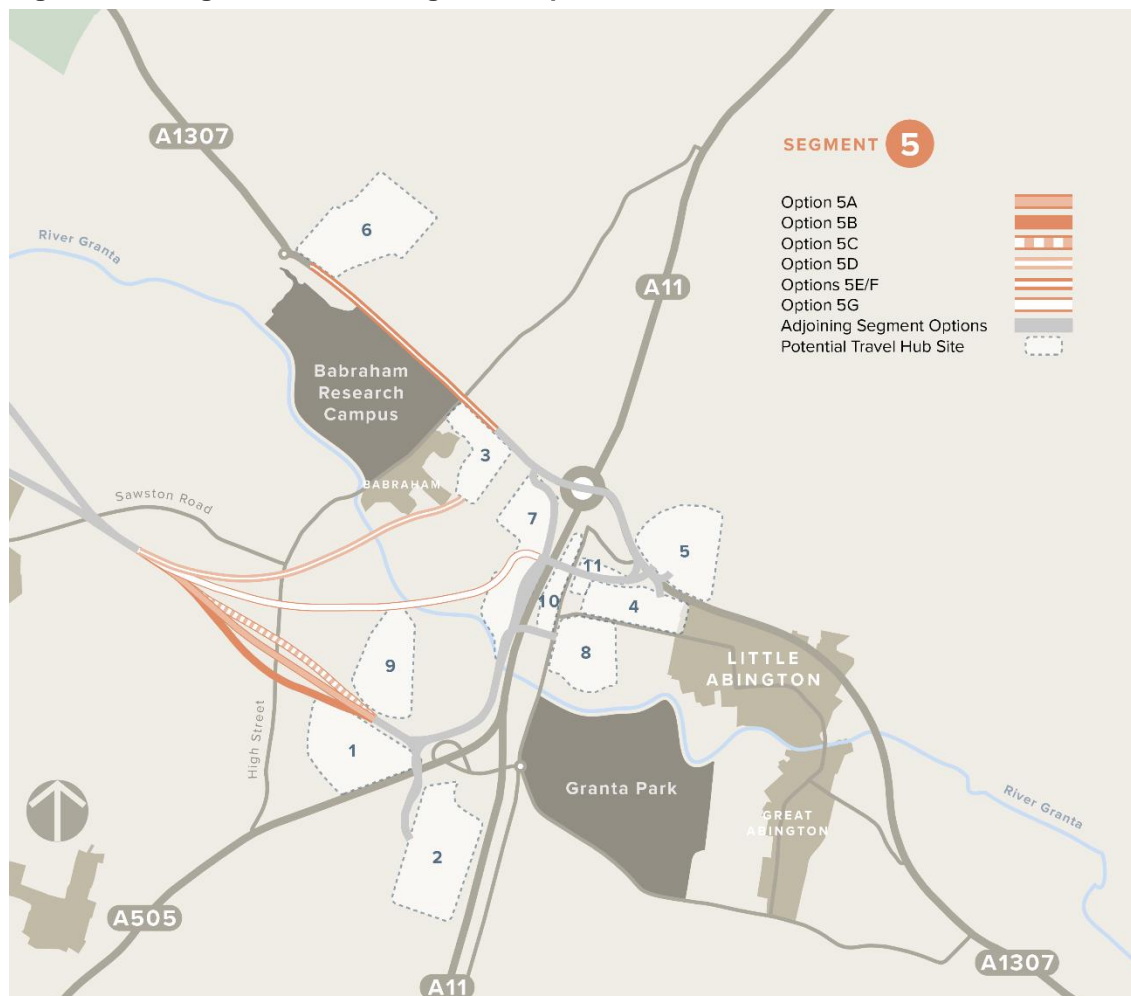 A1307
SEGMENT 5
Option 5A
Option 5B
Option 5C
Option 5D
Options 5E/F
Option 5G
Adjoining Segment Options
Potential Travel Hub Site
River Granta
6
A11
Babraham
Research
Campus
3
BABRAHAM
Sawston Road
7
5
11
10
4
8
9
LITTLE
ABINGTON
High Street
1
Granta Park
GREAT
ABINGTON
River Granta
2
A505
A11
A1307